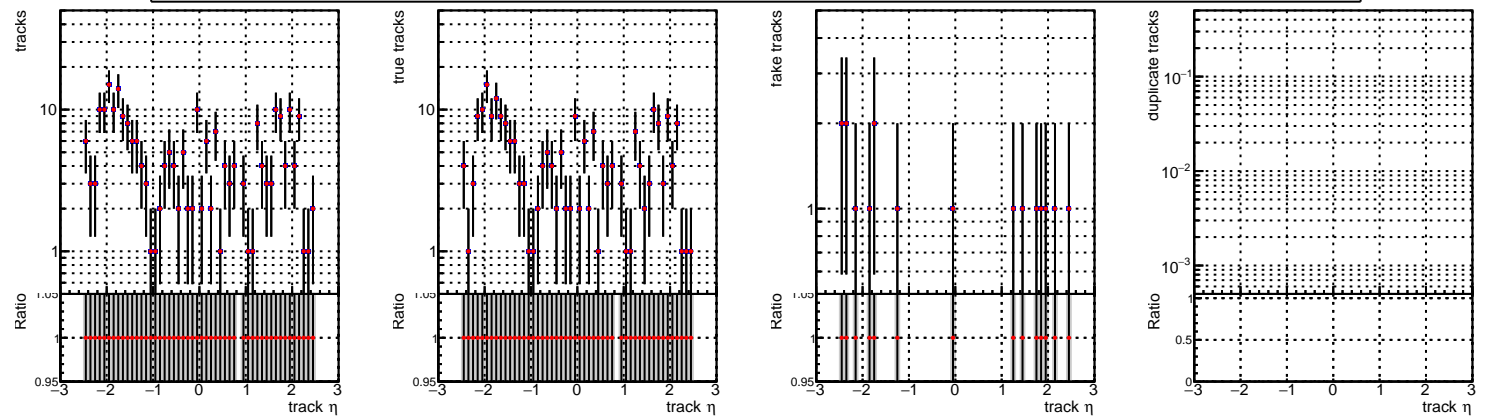 tracks
10
1
Ratio
1.05
1
0.95
−3 −2 −1 0 1 2 3
track η
true tracks
10
1
Ratio
1.05
1
0.95
−3 −2 −1 0 1 2 3
track η
fake tracks
1
Ratio
1.05
1
0.95
−3 −2 −1 0 1 2 3
track η
duplicate tracks
10⁻¹
10⁻²
10⁻³
Ratio
1
0.5
0
−3 −2 −1 0 1 2 3
track η